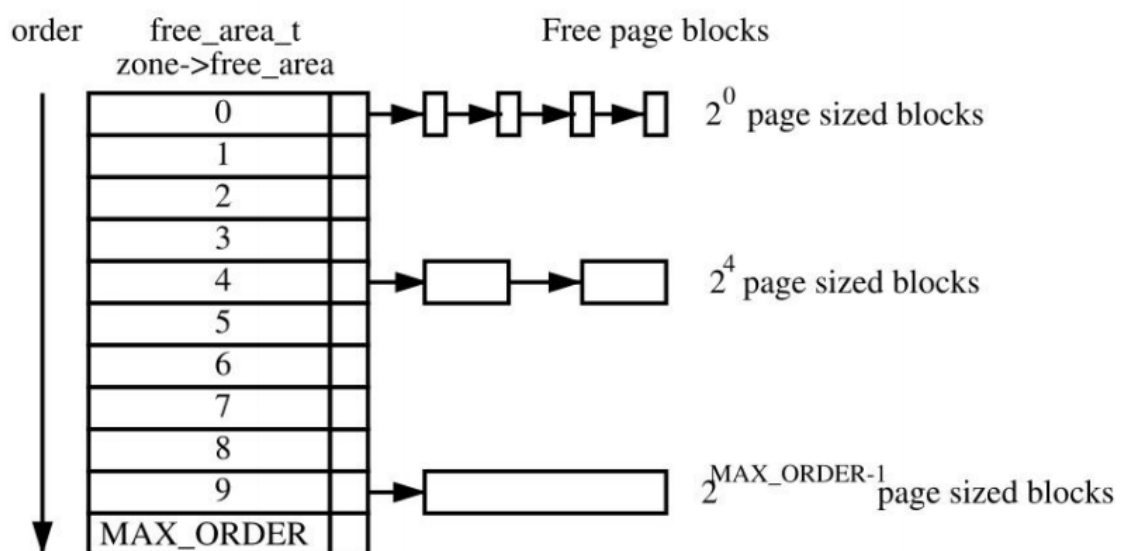 order free_area_t Free page blocks
zone->free_area
0 2^0 page sized blocks
1
2
3
4 2^4 page sized blocks
5
6
7
8
9 2^MAX_ORDER-1 page sized blocks
MAX_ORDER